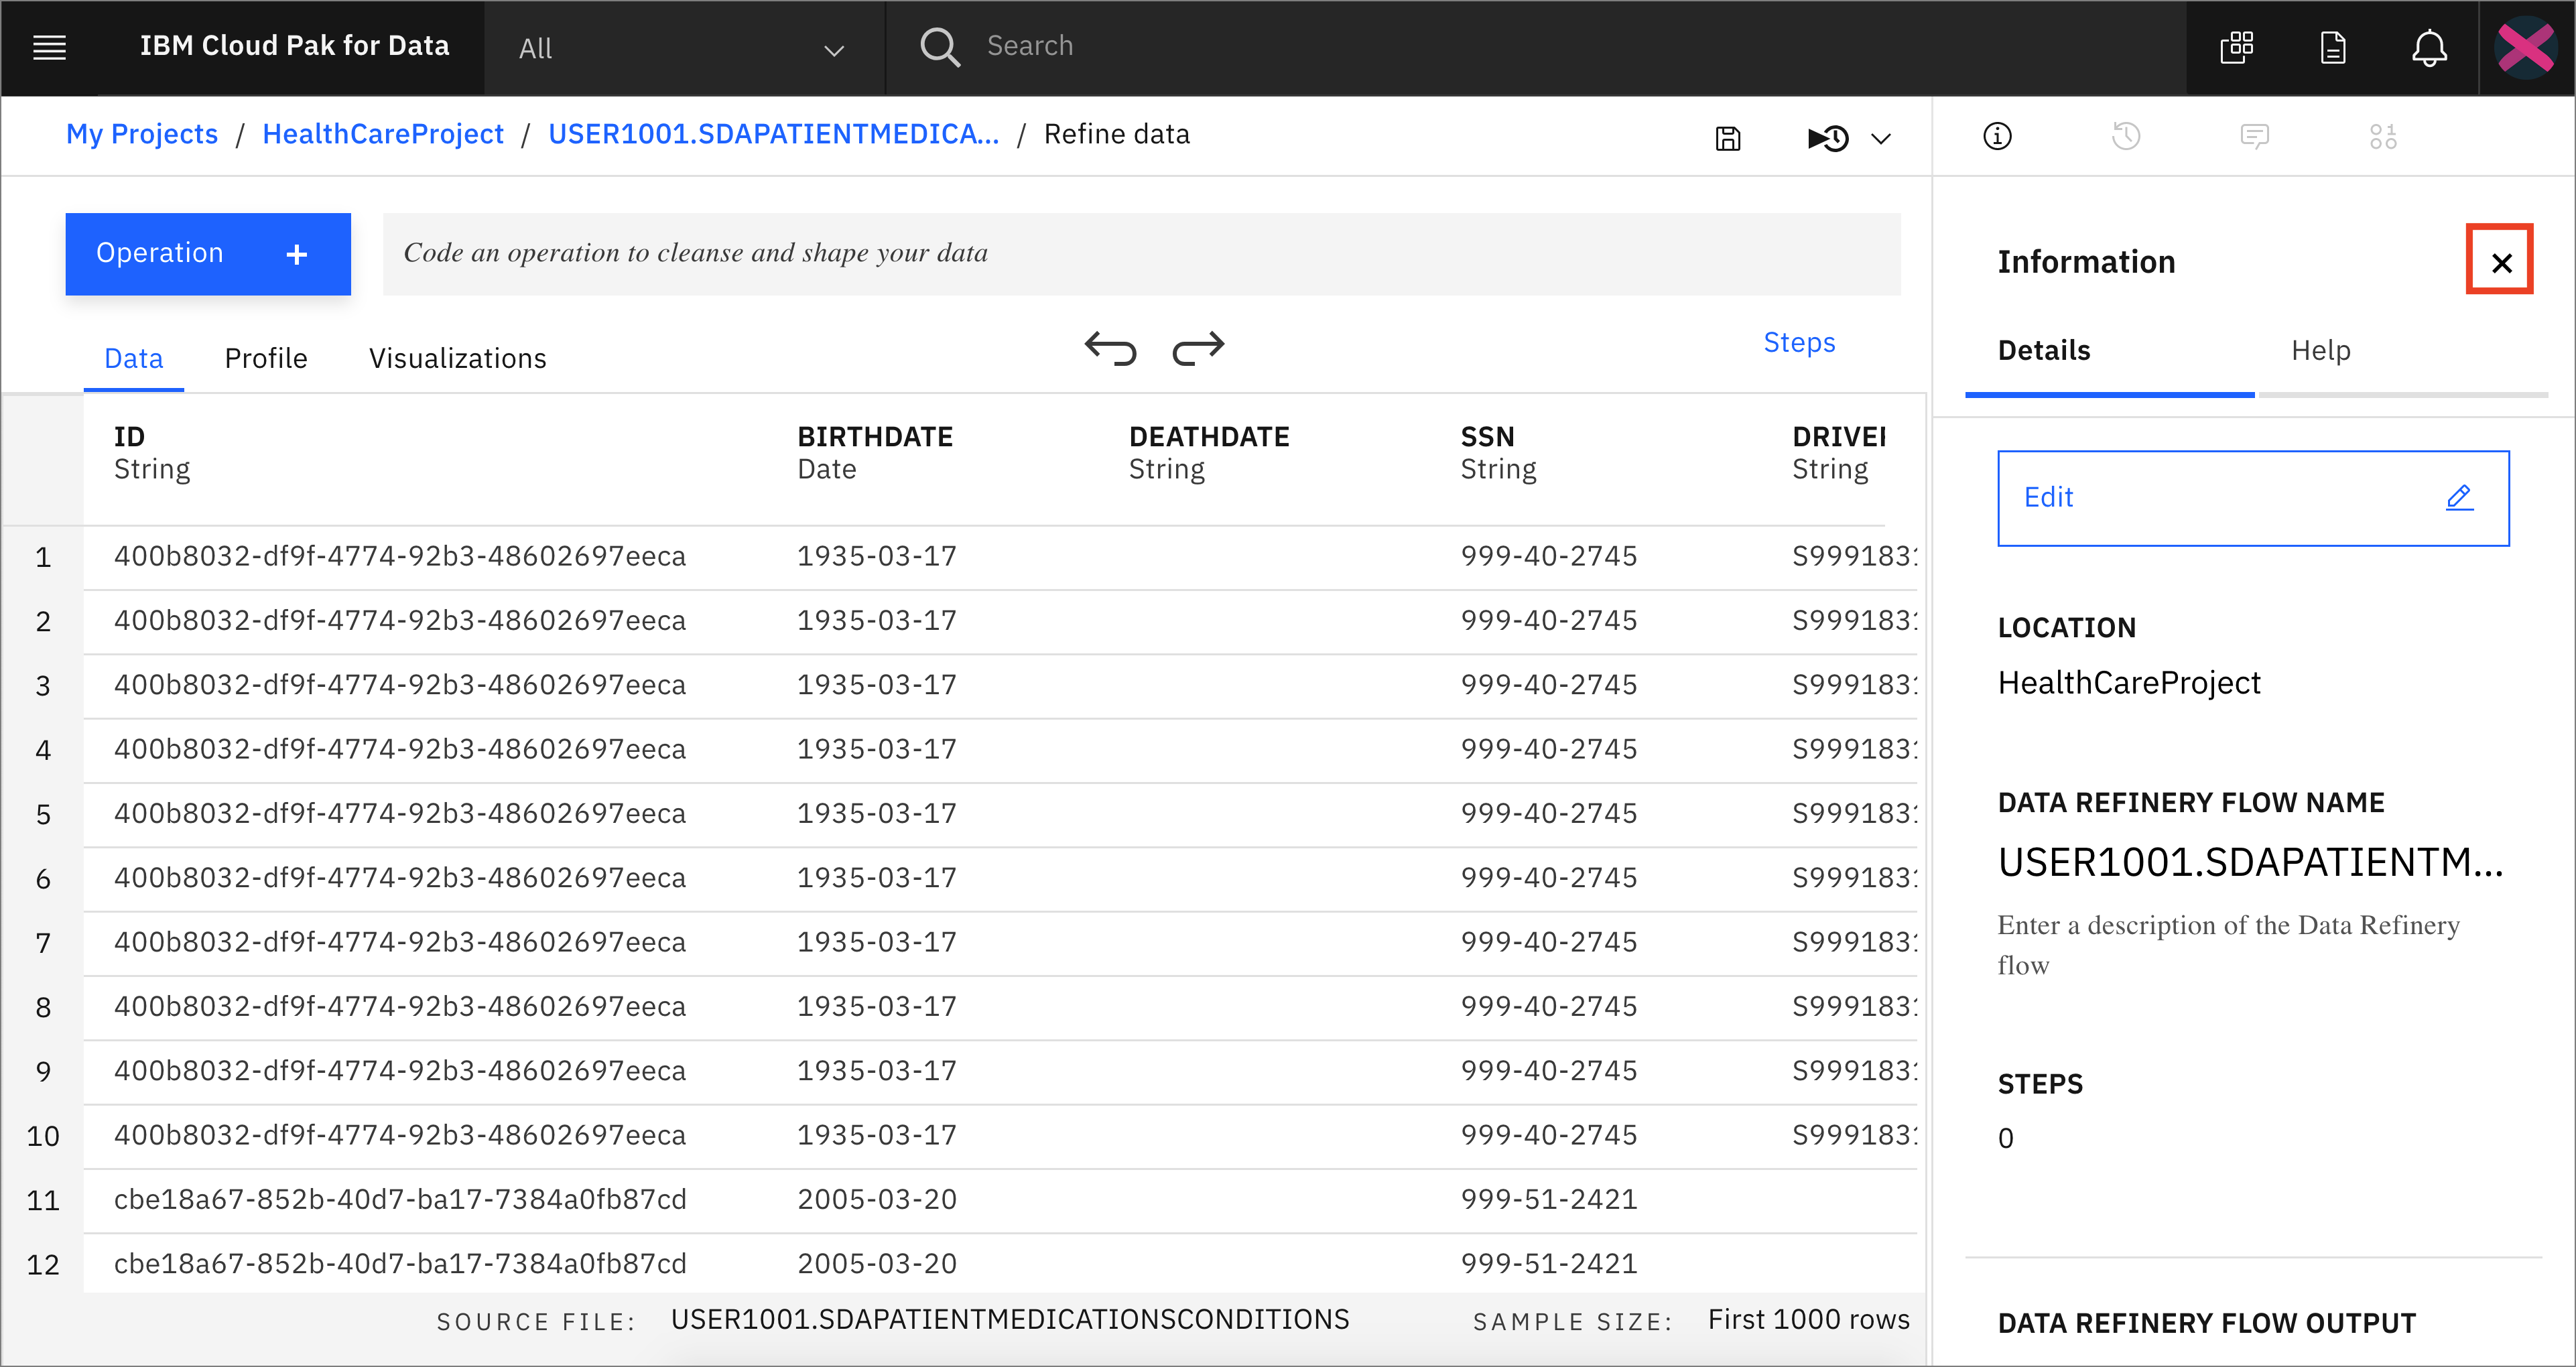 IBM Cloud Pak for Data
All
Search
My Projects / HealthCareProject / USER1001.SDAPATIENTMEDICA... / Refine data
Operation +
Code an operation to cleanse and shape your data
Data Profile Visualizations
Steps
ID BIRTHDATE DEATHDATE SSN DRIVE
String Date String String String
1 400b8032-df9f-4774-92b3-48602697eeca 1935-03-17 999-40-2745 S999183
2 400b8032-df9f-4774-92b3-48602697eeca 1935-03-17 999-40-2745 S999183
3 400b8032-df9f-4774-92b3-48602697eeca 1935-03-17 999-40-2745 S999183
4 400b8032-df9f-4774-92b3-48602697eeca 1935-03-17 999-40-2745 S999183
5 400b8032-df9f-4774-92b3-48602697eeca 1935-03-17 999-40-2745 S999183
6 400b8032-df9f-4774-92b3-48602697eeca 1935-03-17 999-40-2745 S999183
7 400b8032-df9f-4774-92b3-48602697eeca 1935-03-17 999-40-2745 S999183
8 400b8032-df9f-4774-92b3-48602697eeca 1935-03-17 999-40-2745 S999183
9 400b8032-df9f-4774-92b3-48602697eeca 1935-03-17 999-40-2745 S999183
10 400b8032-df9f-4774-92b3-48602697eeca 1935-03-17 999-40-2745 S999183
11 cbe18a67-852b-40d7-ba17-7384a0fb87cd 2005-03-20 999-51-2421
12 cbe18a67-852b-40d7-ba17-7384a0fb87cd 2005-03-20 999-51-2421
SOURCE FILE: USER1001.SDAPATIENTMEDICATIONSCONDITIONS SAMPLE SIZE: First 1000 rows
Information
Details Help
Edit
LOCATION
HealthCareProject
DATA REFINERY FLOW NAME
USER1001.SDAPATIENTM...
Enter a description of the Data Refinery
flow
STEPS
0
DATA REFINERY FLOW OUTPUT